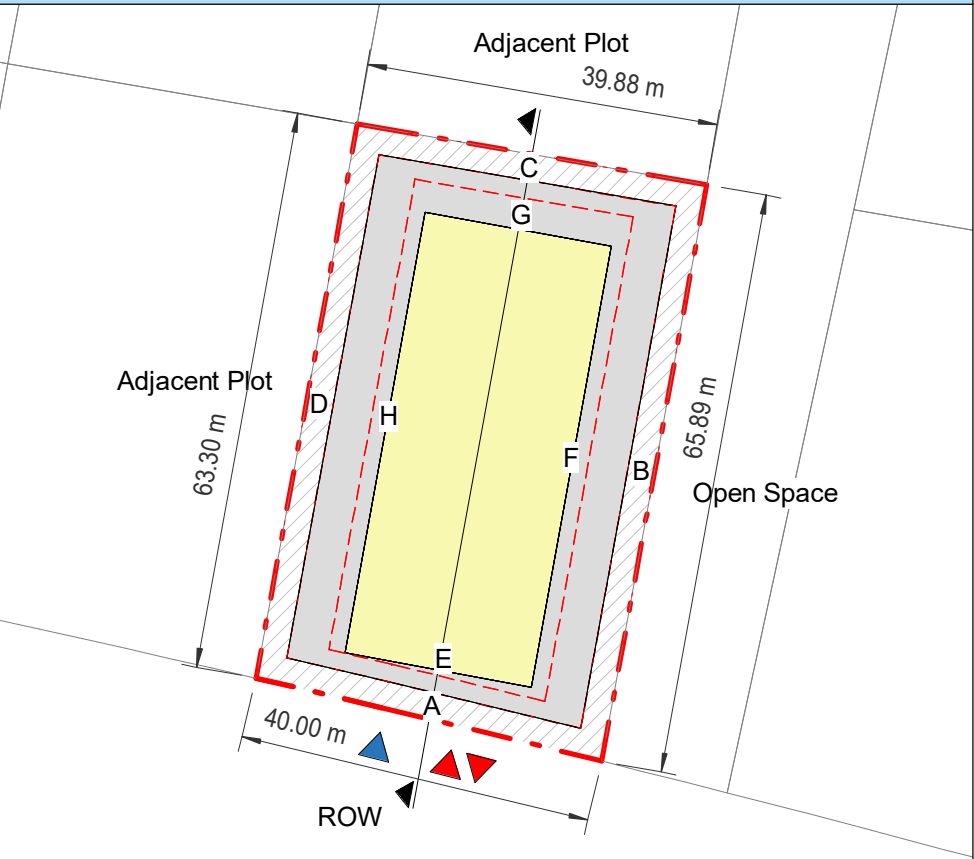 Adjacent Plot
39.88 m
C
G
Adjacent Plot
D
H
63.30 m
F
B
65.89 m
Open Space
E
A
40.00 m
ROW